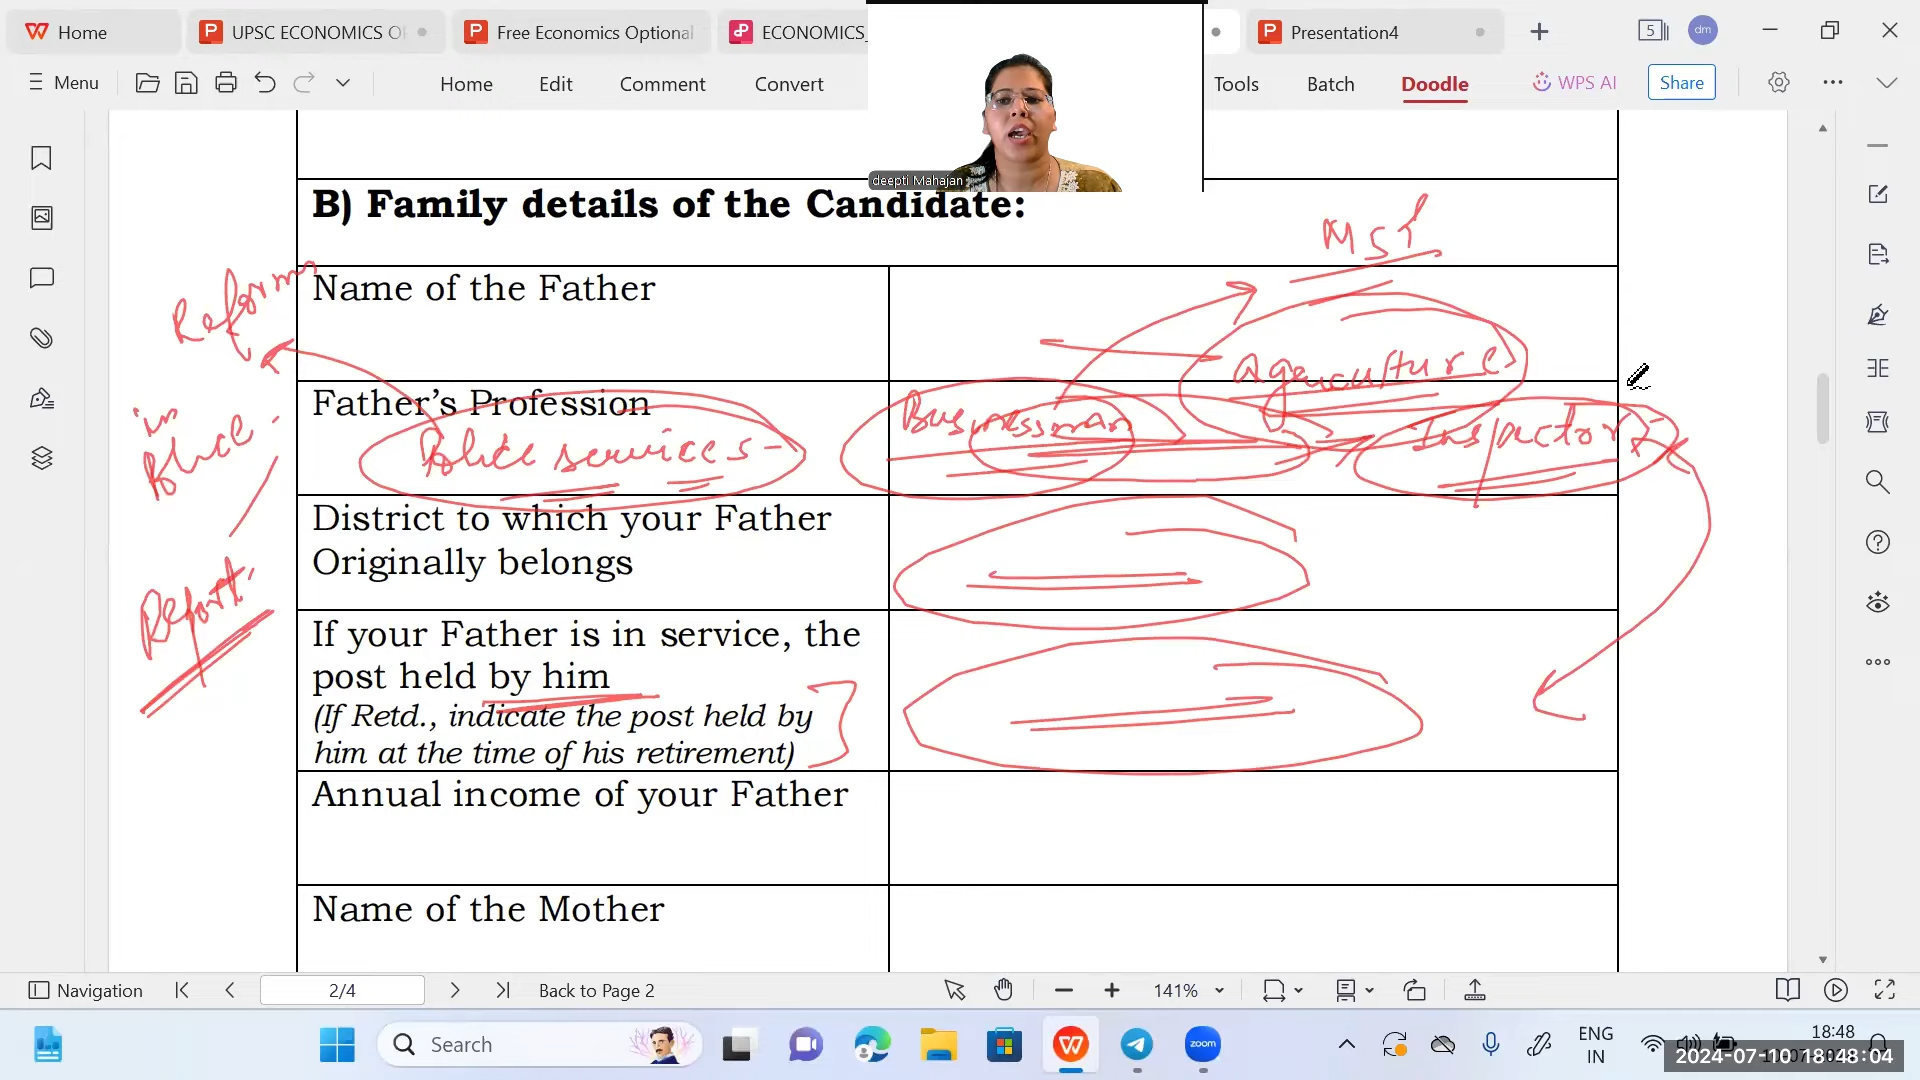 Home
UPSC ECONOMICS O
Free Economics Optional
ECONOMICS_
Presentation4
5
dm
Menu
Home
Edit
Comment
Convert
Tools
Batch
Doodle
WPS AI
Share
deepti Mahajan
B) Family details of the Candidate:
MSP
Reforms
Name of the Father
agriculture
Father's Profession
Businessman
Inspector
Police services -
in
Police -
District to which your Father
Originally belongs
Report.
If your Father is in service, the
post held by him
(If Retd., indicate the post held by
him at the time of his retirement)
Annual income of your Father
Name of the Mother
Navigation
2/4
Back to Page 2
141%
Search
zoom
ENG
IN
18:48
2024-07-10 18:48:04